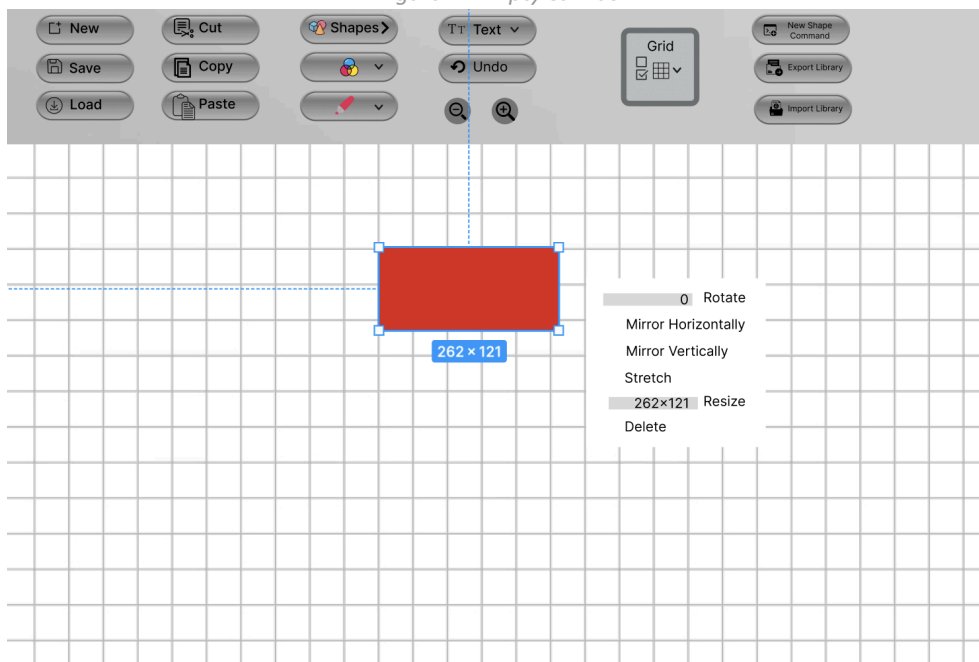 New
Cut
Shapes
TT Text
New Shape
Command
Grid
Save
Copy
Undo
Export Library
Load
Paste
Import Library
0 Rotate
Mirror Horizontally
Mirror Vertically
262 × 121
Stretch
262×121 Resize
Delete